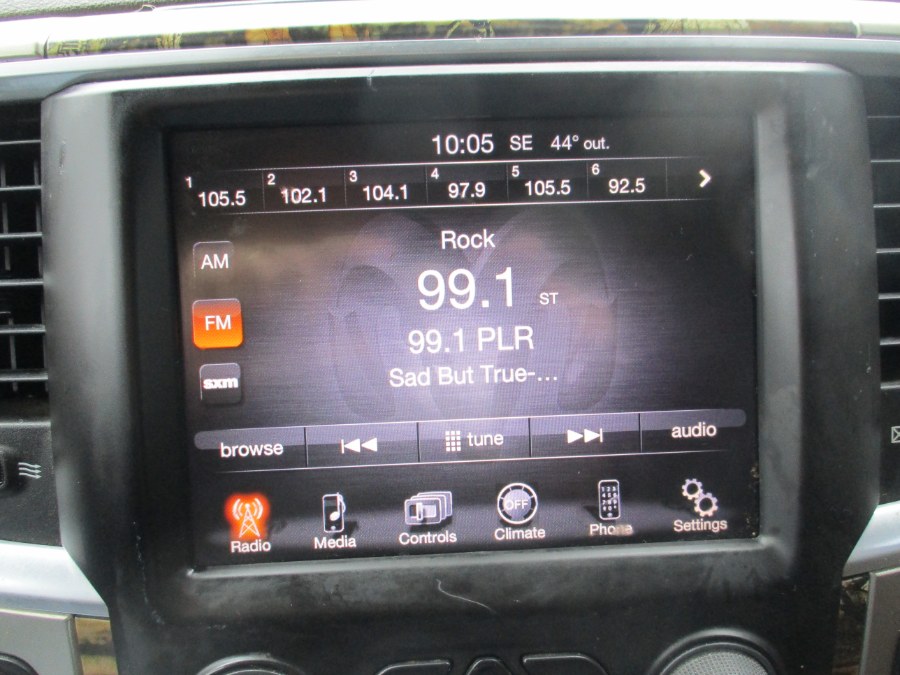 10:05 SE 44° out.
1 105.5 2 102.1 3 104.1 4 97.9 5 105.5 6 92.5
AM
Rock
99.1 ST
FM
99.1 PLR
Sad But True-...
sxm
browse tune audio
OFF
Radio Media Controls Climate Phone Settings